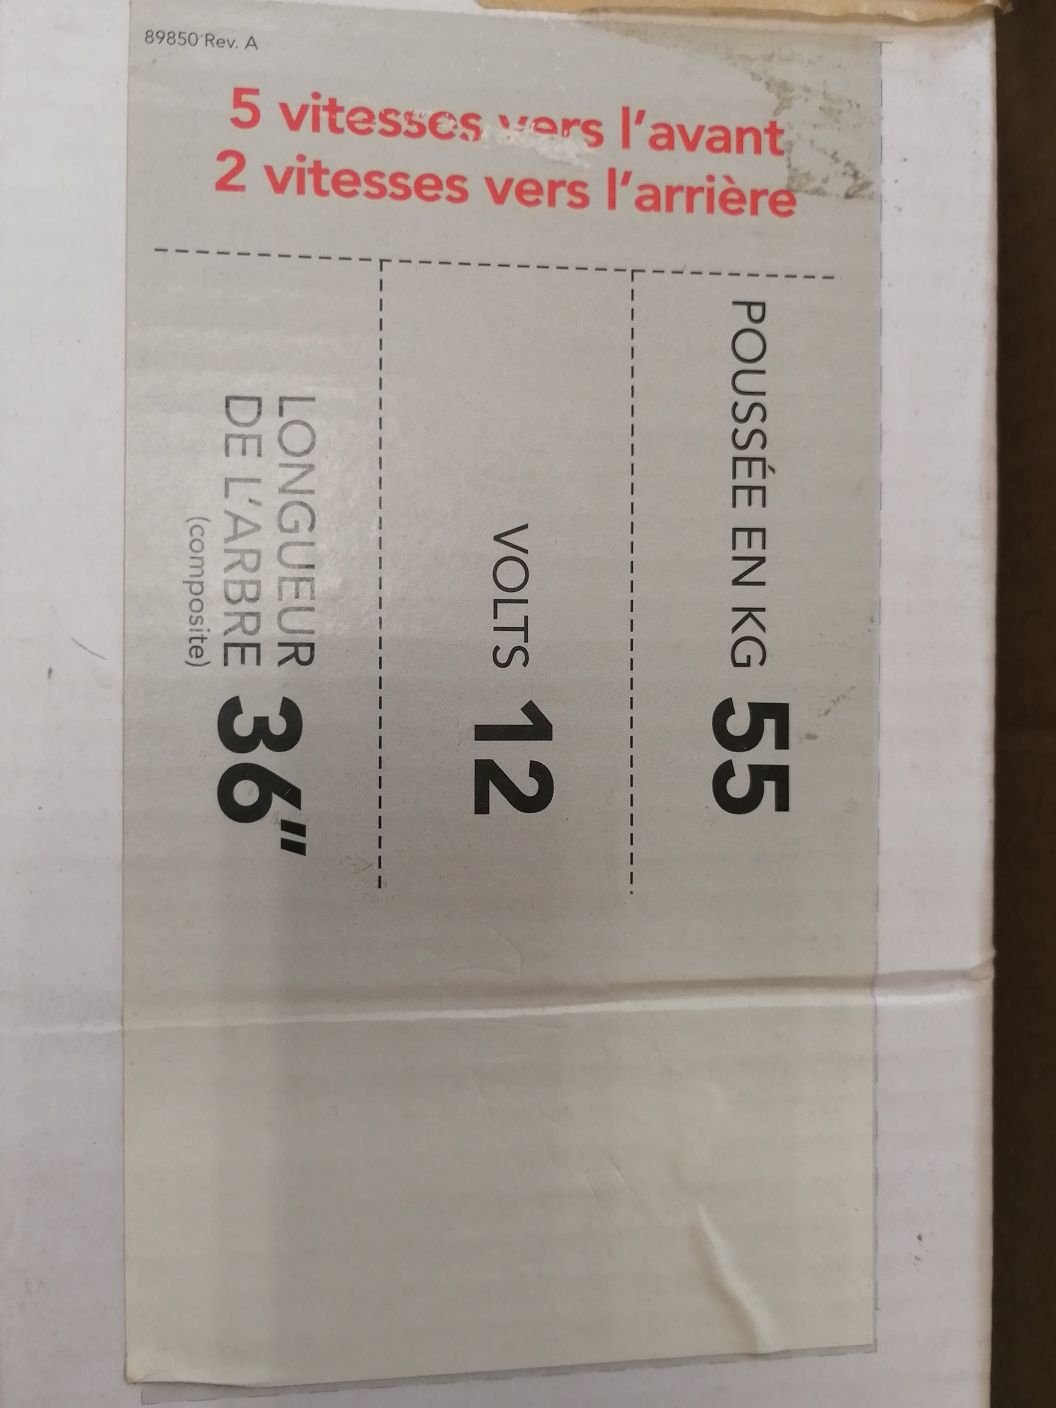 89850 Rev. A
5 vitesses vers l'avant
2 vitesses vers l'arrière
POUSSÉE EN KG 55
VOLTS 12
LONGUEUR
DE L'ARBRE
(composite)
36"